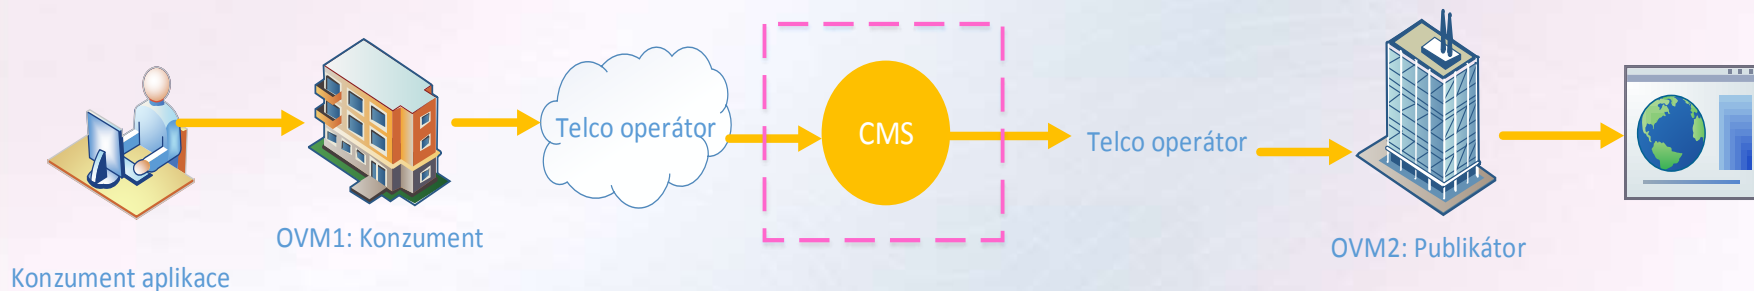 Telco operátor
CMS
Telco operátor
OVM1: Konzument
OVM2: Publikátor
Konzument aplikace